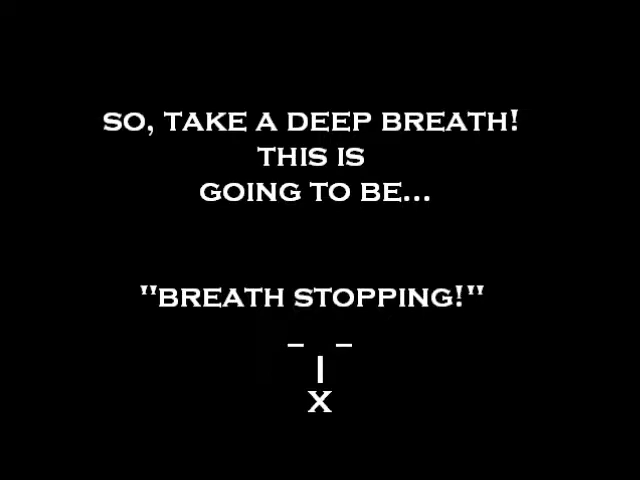 SO, TAKE A DEEP BREATH!
THIS IS
GOING TO BE...
"BREATH STOPPING!"
_ _
|
X